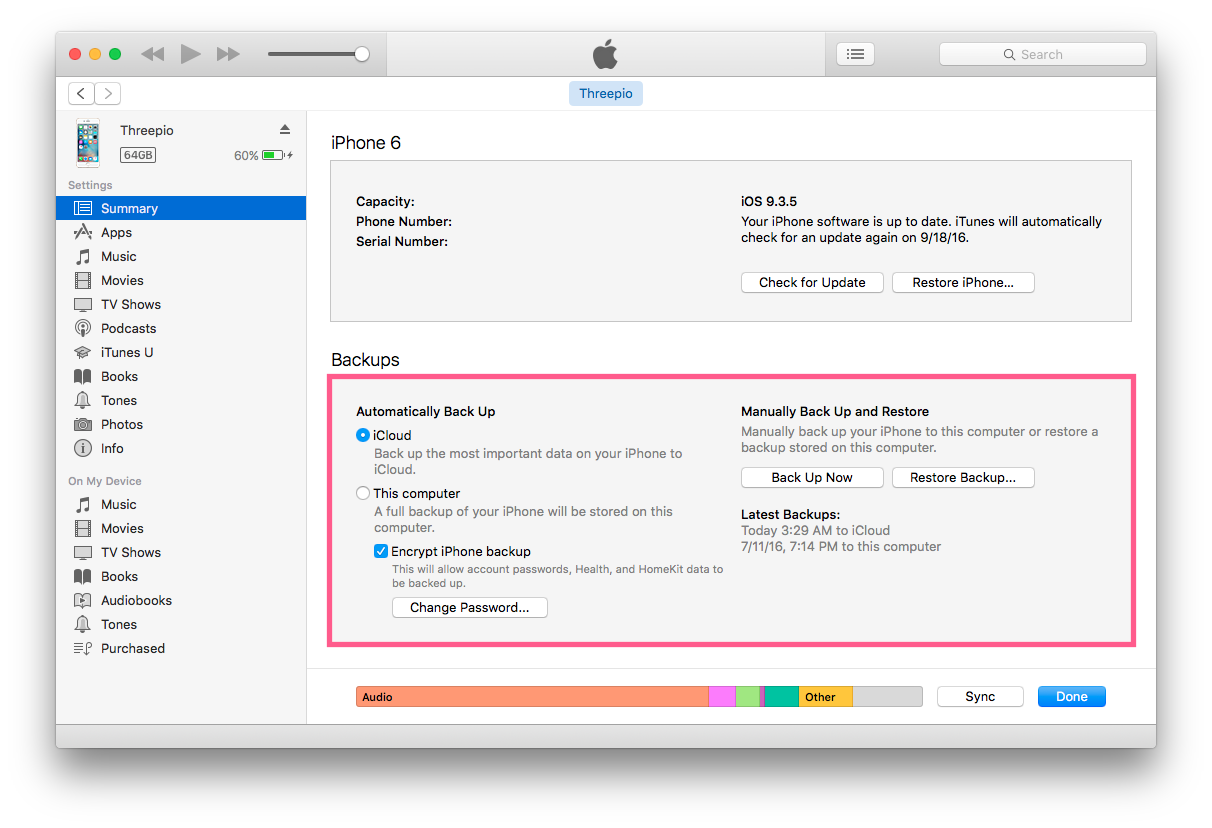 Search
Threepio
Threepio
64GB
60%
Settings
Summary
Apps
Music
Movies
TV Shows
Podcasts
iTunes U
Books
Tones
Photos
Info
On My Device
Music
Movies
TV Shows
Books
Audiobooks
Tones
Purchased
iPhone 6
Capacity:
Phone Number:
Serial Number:
iOS 9.3.5
Your iPhone software is up to date. iTunes will automatically
check for an update again on 9/18/16.
Check for Update
Restore iPhone...
Backups
Automatically Back Up
iCloud
Back up the most important data on your iPhone to
iCloud.
This computer
A full backup of your iPhone will be stored on this
computer.
Encrypt iPhone backup
This will allow account passwords, Health, and HomeKit data to
be backed up.
Change Password...
Manually Back Up and Restore
Manually back up your iPhone to this computer or restore a
backup stored on this computer.
Back Up Now
Restore Backup...
Latest Backups:
Today 3:29 AM to iCloud
7/11/16, 7:14 PM to this computer
Audio
Other
Sync
Done